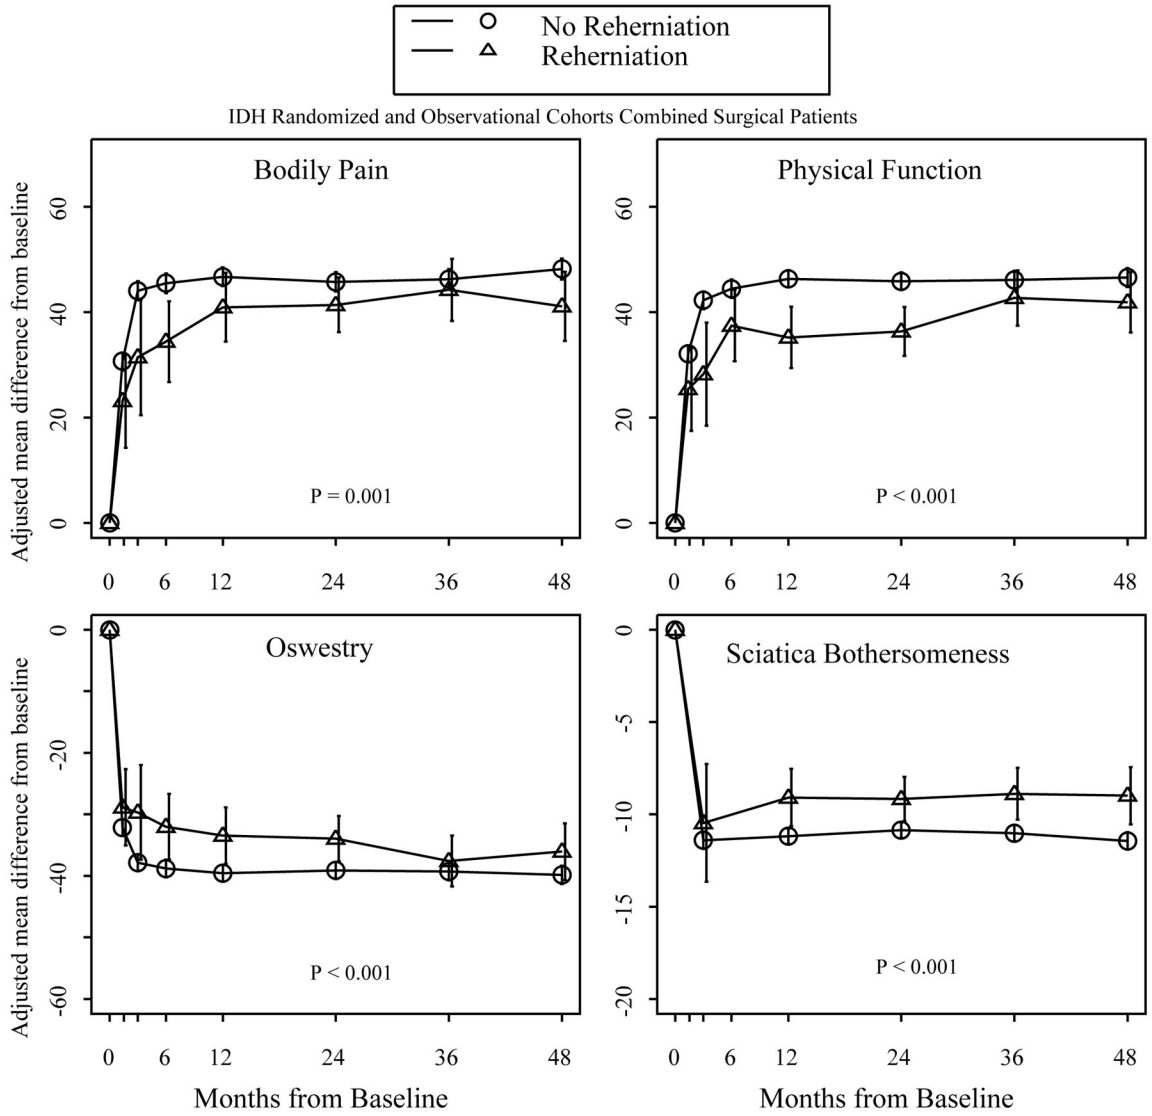 No Reherniation
Reherniation
IDH Randomized and Observational Cohorts Combined Surgical Patients
Bodily Pain
Adjusted mean difference from baseline
60
40
20
0
P = 0.001
0 6 12 24 36 48
Physical Function
60
40
20
0
P < 0.001
0 6 12 24 36 48
Oswestry
Adjusted mean difference from baseline
0
-20
-40
-60
P < 0.001
0 6 12 24 36 48
Months from Baseline
Sciatica Bothersomeness
0
-5
-10
-15
-20
P < 0.001
0 6 12 24 36 48
Months from Baseline